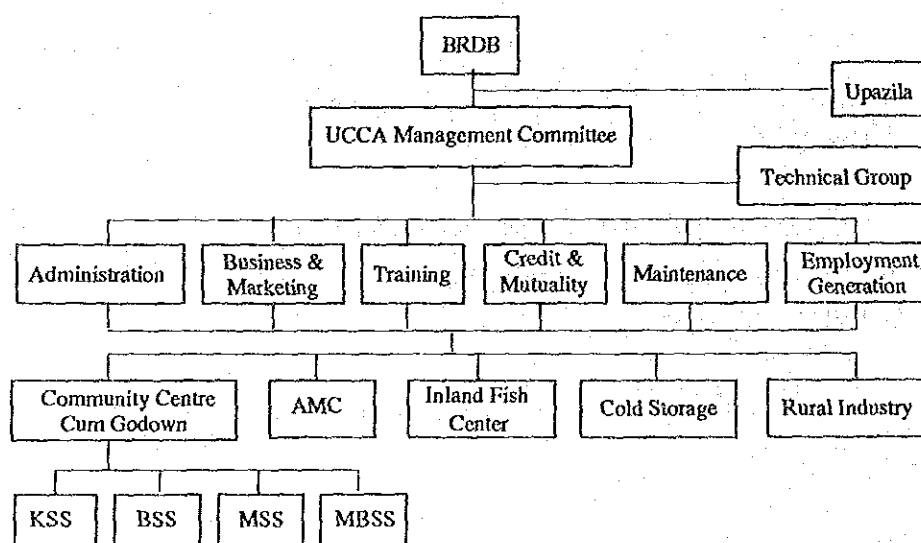 BRDB
Upazila
UCCA Management Committee
Technical Group
Administration
Business &
Marketing
Training
Credit &
Mutuality
Maintenance
Employment
Generation
Community Centre
Cum Godown
AMC
Inland Fish
Center
Cold Storage
Rural Industry
KSS
BSS
MSS
MBSS